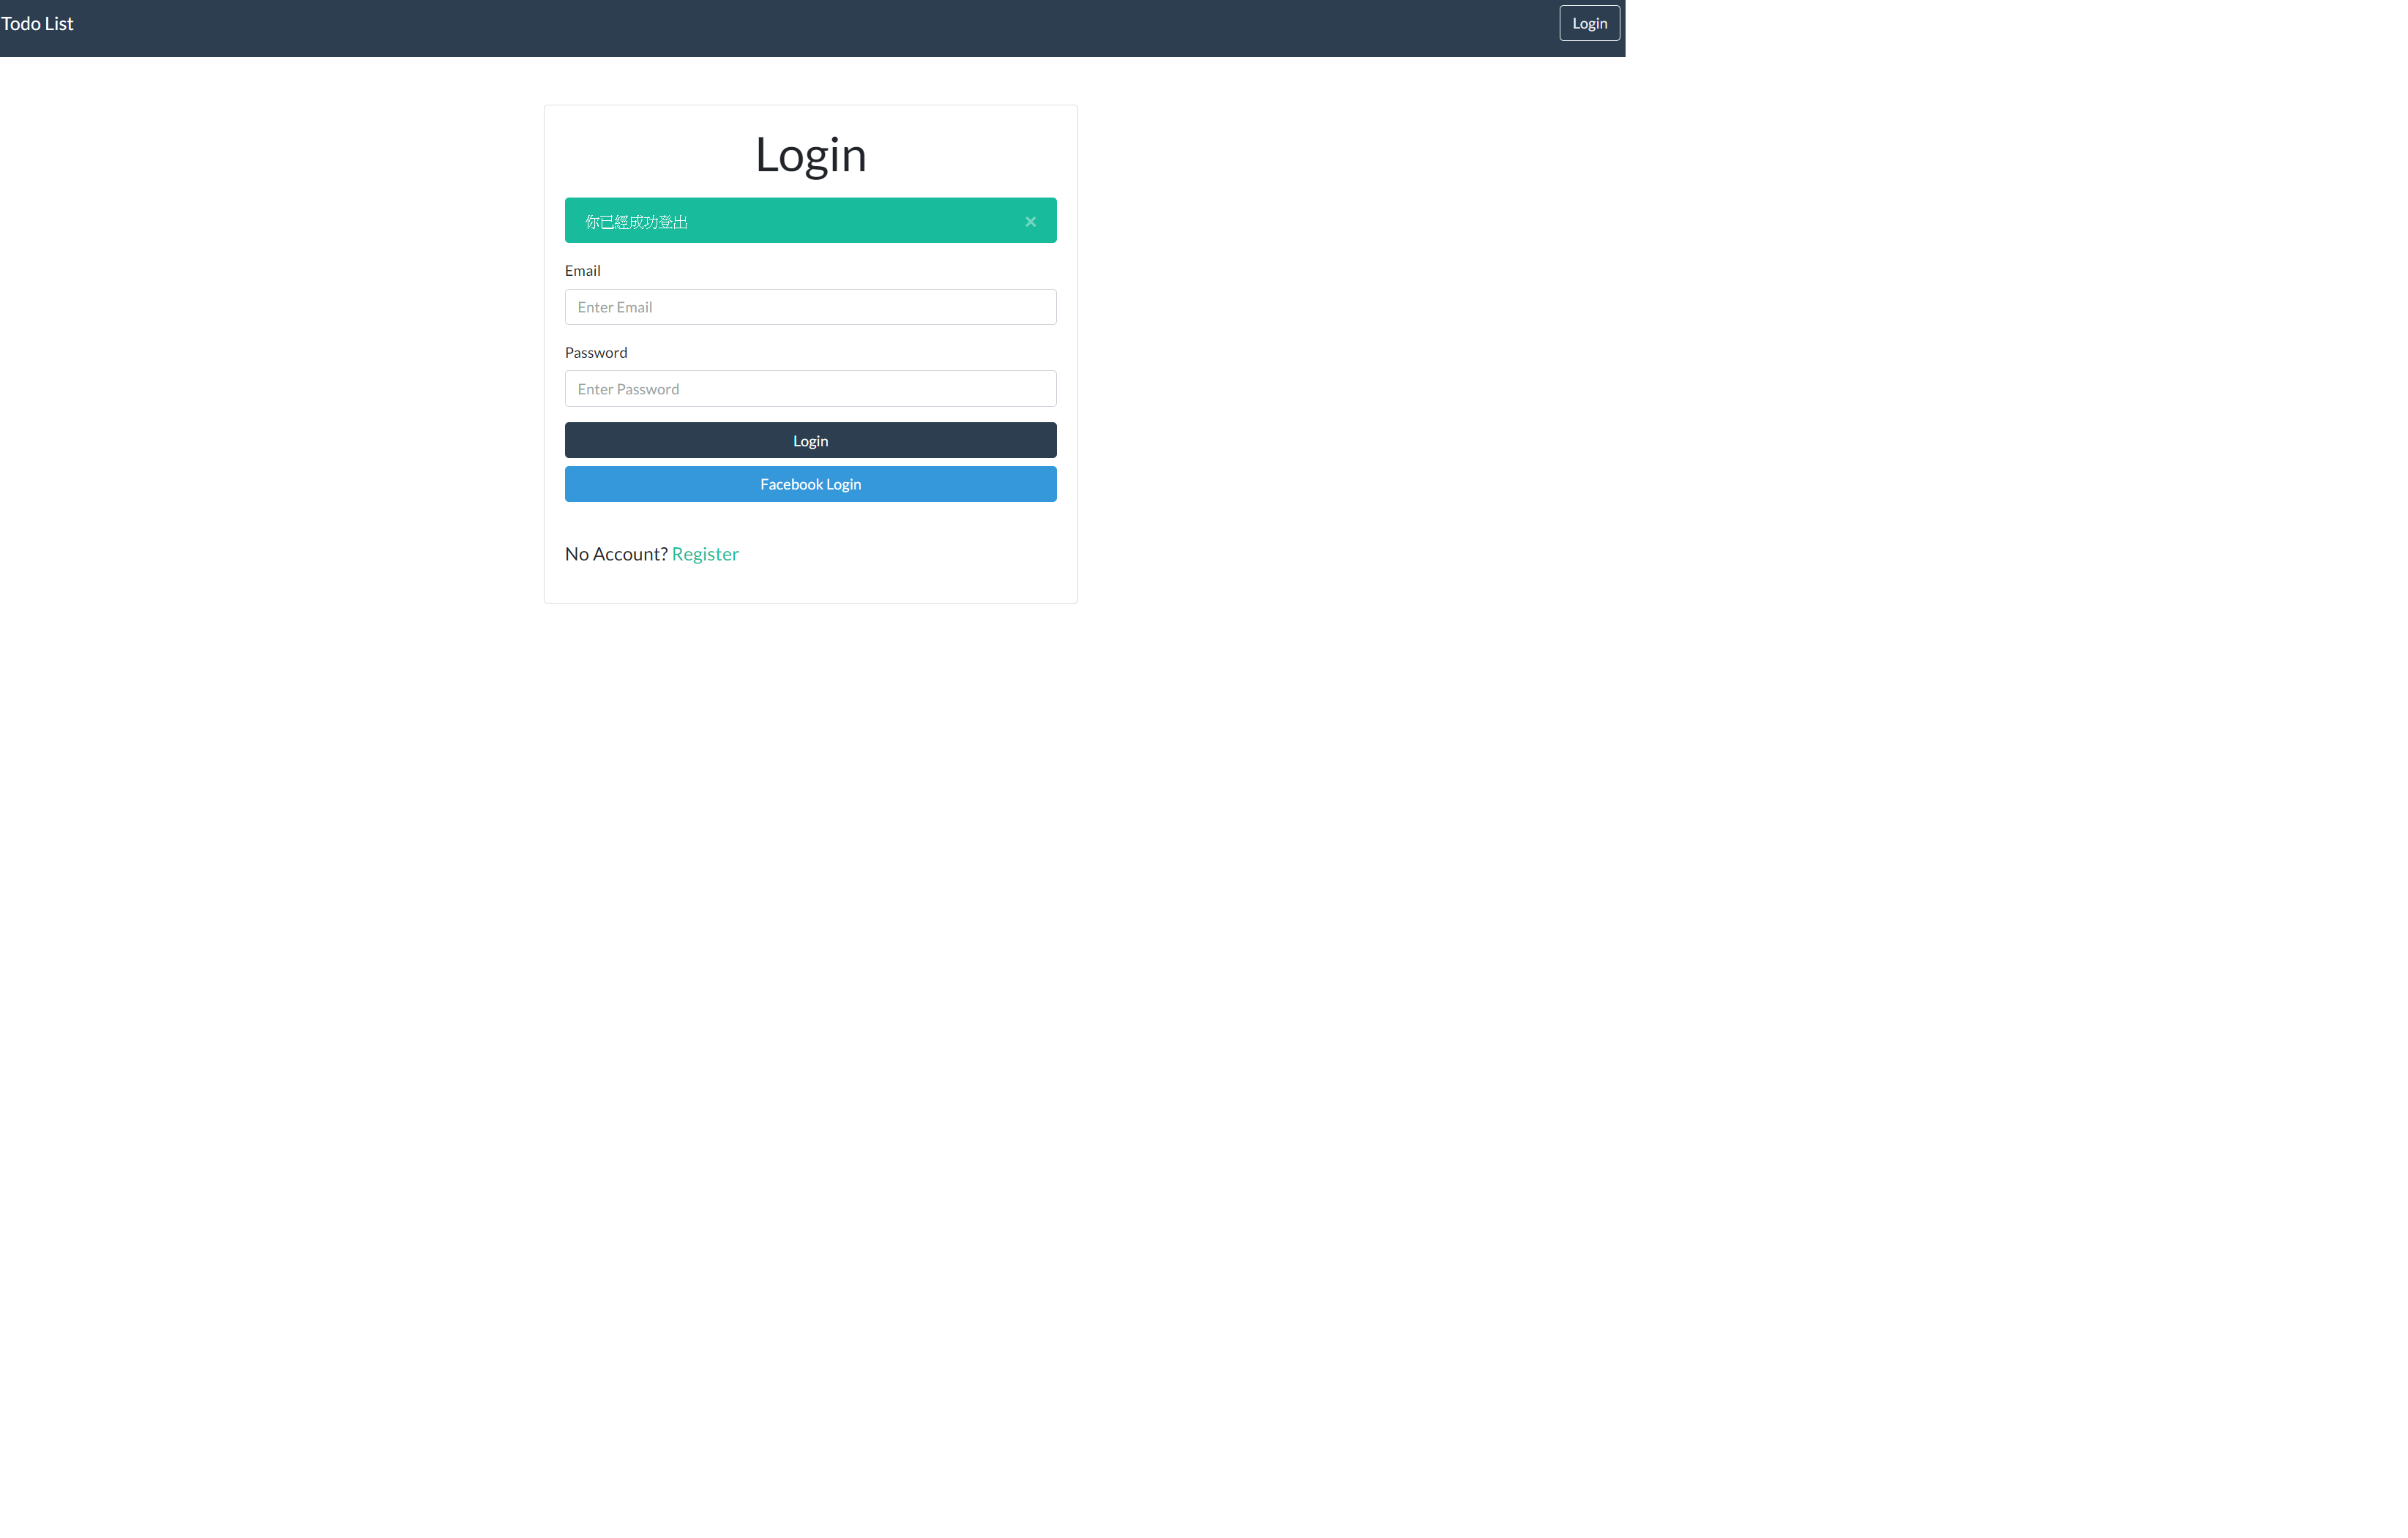 Todo List
Login
Login
你已經成功登出
×
Email
Enter Email
Password
Enter Password
Login
Facebook Login
No Account? Register